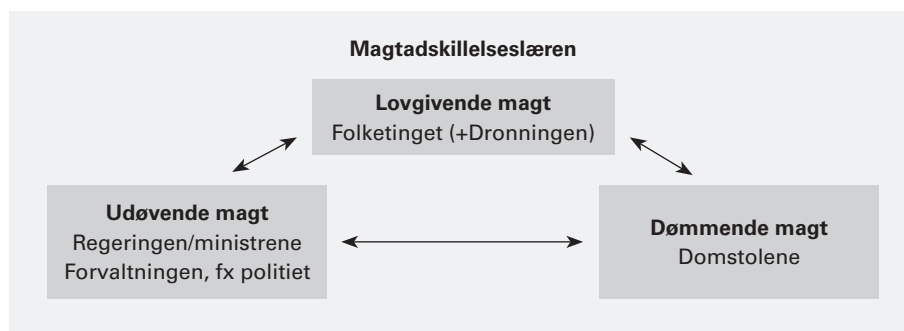 Magtadskillelseslæren
Lovgivende magt
Folketinget (+Dronningen)
Udøvende magt
Regeringen/ministrene
Forvaltningen, fx politiet
Dømmende magt
Domstolene